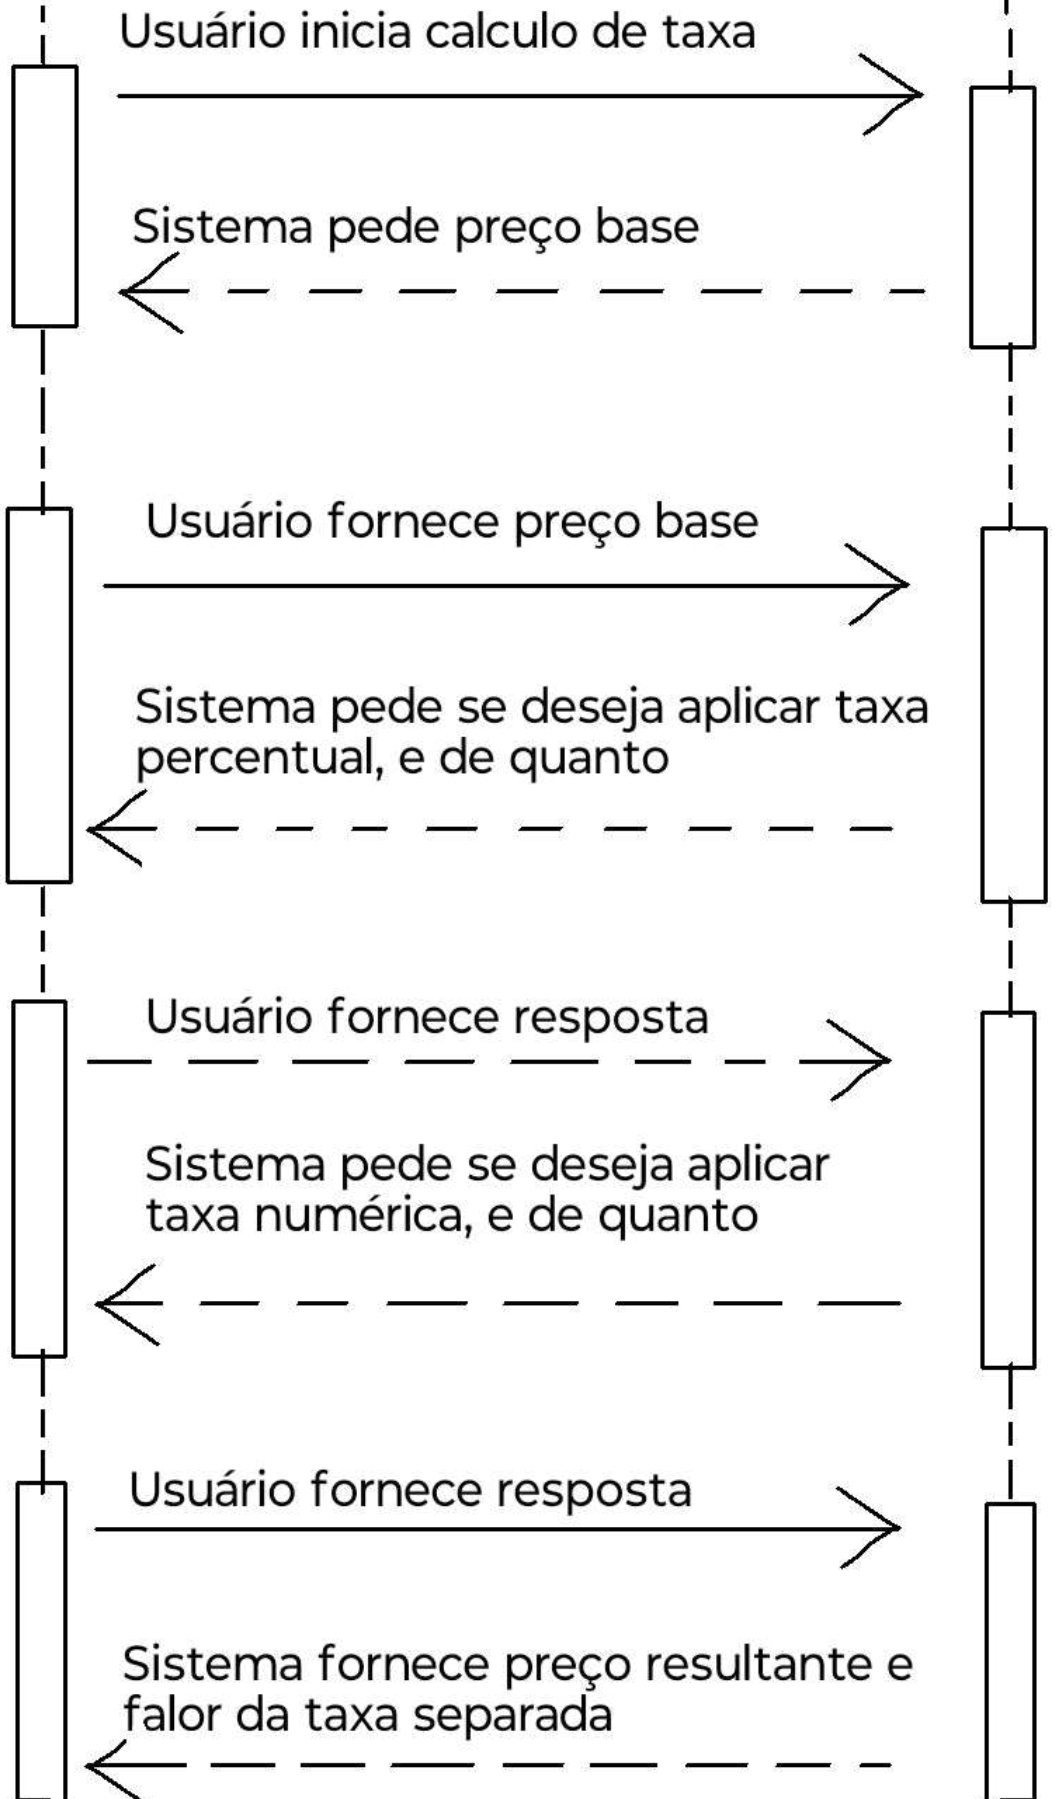 Usuário inicia calculo de taxa
Sistema pede preço base
Usuário fornece preço base
Sistema pede se deseja aplicar taxa
percentual, e de quanto
Usuário fornece resposta
Sistema pede se deseja aplicar
taxa numérica, e de quanto
Usuário fornece resposta
Sistema fornece preço resultante e
falor da taxa separada